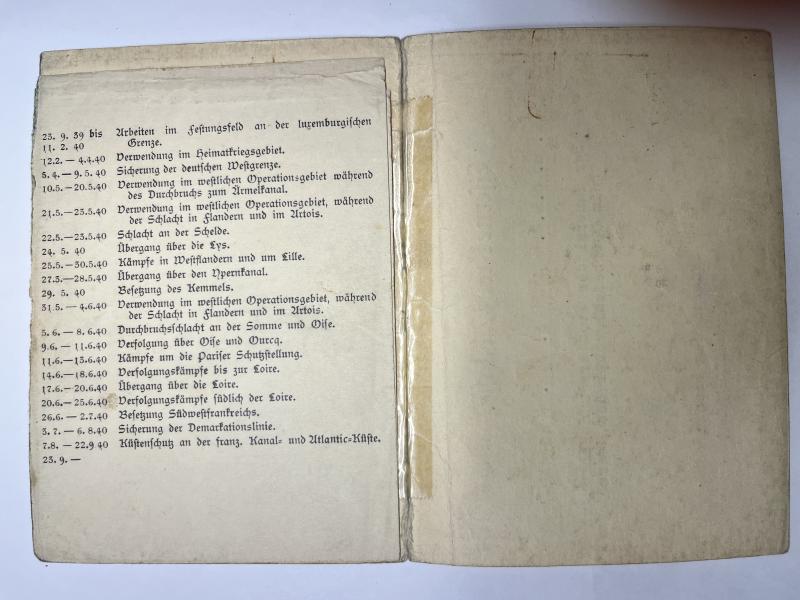 23. 9. 39 bis Arbeiten im Festungsfeld an der luxemburgischen
11. 2. 40 Grenze.
12.2. — 4.4.40 Verwendung im Heimatkriegsgebiet.
5.4. — 9.5.40 Sicherung der deutschen Westgrenze.
10.5. — 20.5.40 Verwendung im westlichen Operationsgebiet während
des Durchbruchs zum Ärmelkanal.
21.5.—23.5.40 Verwendung im westlichen Operationsgebiet, während
der Schlacht in Flandern und im Artois.
22.5.—23.5.40 Schlacht an der Schelde.
24. 5. 40 Übergang über die Lys.
25.5. — 30.5.40 Kämpfe in Westflandern und um Lille.
27.3.—28.5.40 Übergang über den Ypernkanal.
29. 5. 40 Besetzung des Kemmels.
31.5. — 4.6.40 Verwendung im westlichen Operationsgebiet, während
der Schlacht in Flandern und im Artois.
5.6. — 8.6.40 Durchbruchsschlacht an der Somme und Oise.
9.6. — 11.6.40 Verfolgung über Oise und Ourcq.
11.6.—13.6.40 Kämpfe um die Pariser Schutzstellung.
14.6.—18.6.40 Verfolgungskämpfe bis zur Loire.
17.6.— 20.6.40 Übergang über die Loire.
20.6.— 25.6.40 Verfolgungskämpfe südlich der Loire.
26.6. — 2.7.40 Besetzung Südwestfrankreichs.
3.7. — 6.8.40 Sicherung der Demarkationslinie.
7.8. — 22.9.40 Küstenschutz an der franz. Kanal- und Atlantic-Küste.
23. 9. —